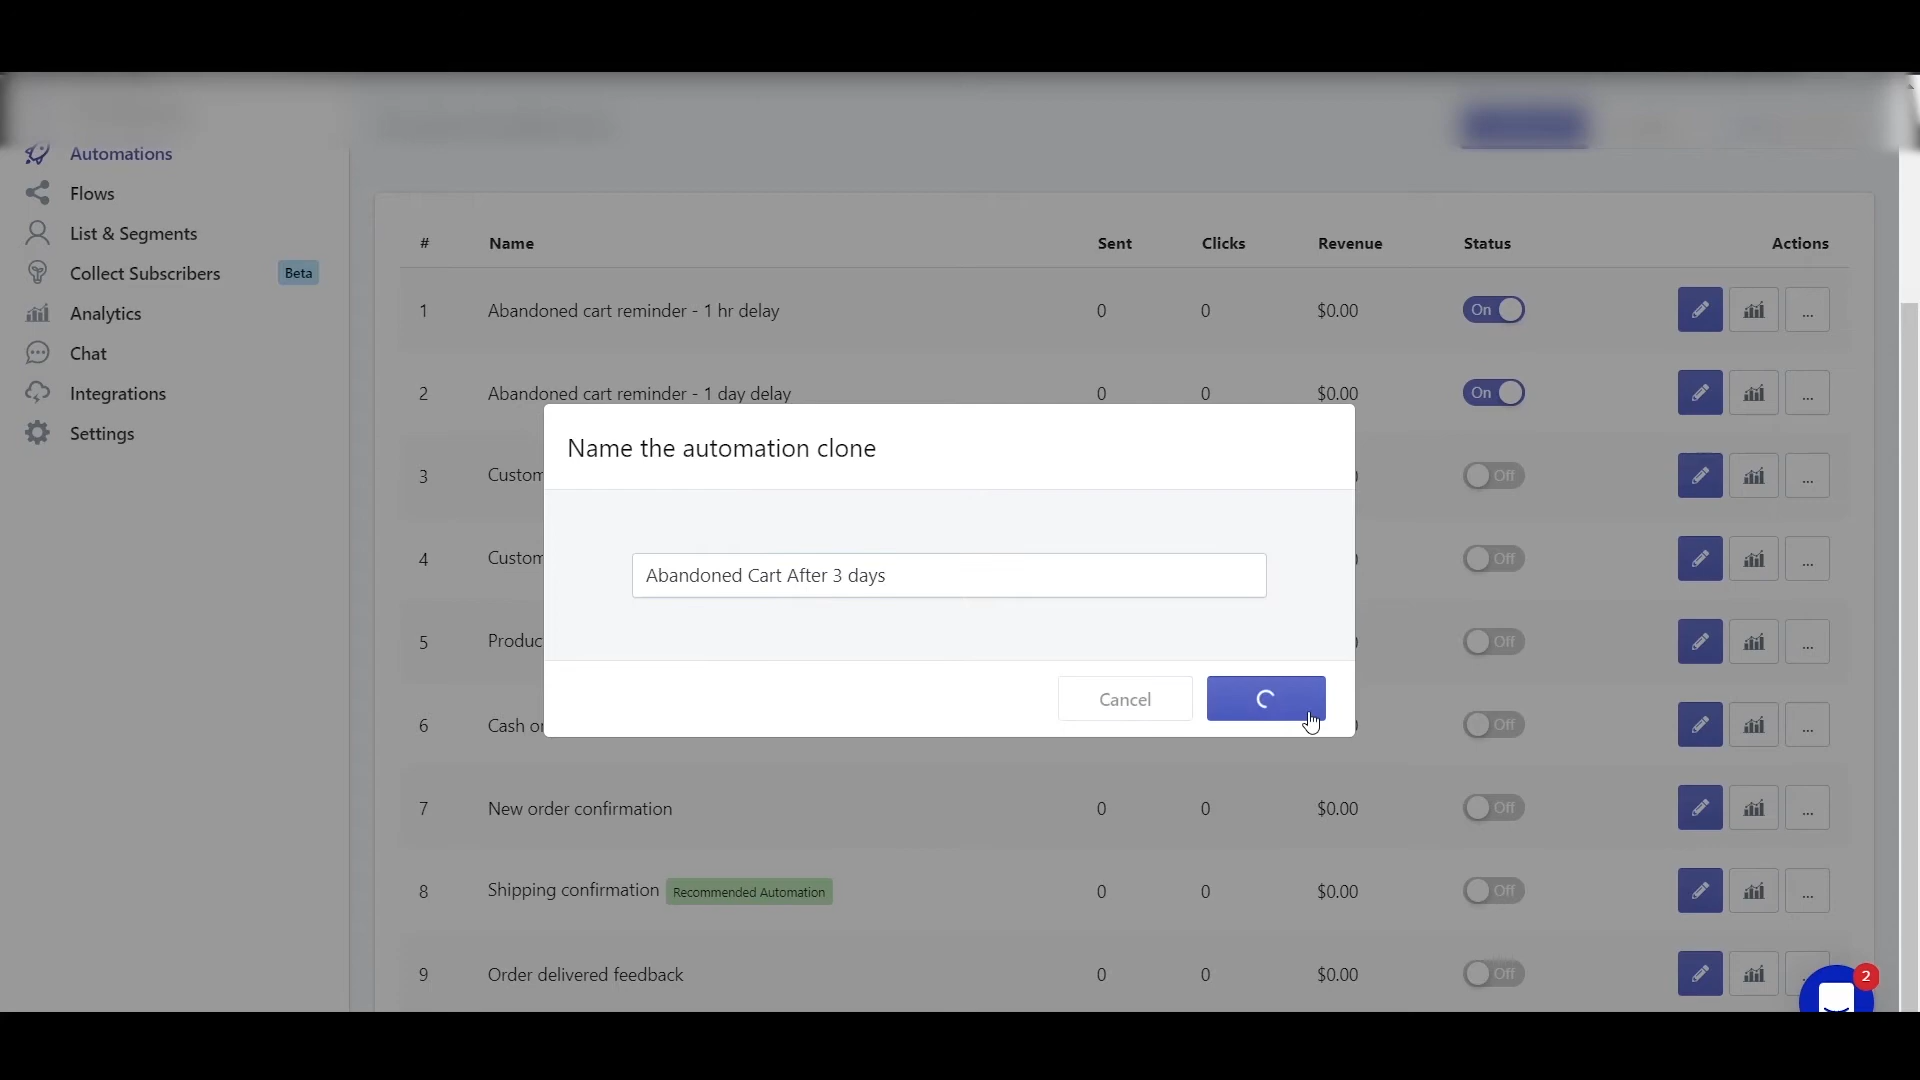 Automations
Flows
List & Segments
Collect Subscribers Beta
Analytics
Chat
Integrations
Settings
# Name Sent Clicks Revenue Status Actions
1 Abandoned cart reminder - 1 hr delay 0 0 $0.00 On ...
2 Abandoned cart reminder - 1 day delay 0 0 $0.00 On ...
3 Custom Off ...
4 Custom Off ...
5 Produc Off ...
6 Cash o Off ...
7 New order confirmation 0 0 $0.00 Off ...
8 Shipping confirmation Recommended Automation 0 0 $0.00 Off ...
9 Order delivered feedback 0 0 $0.00 Off
Name the automation clone
Abandoned Cart After 3 days
Cancel
2